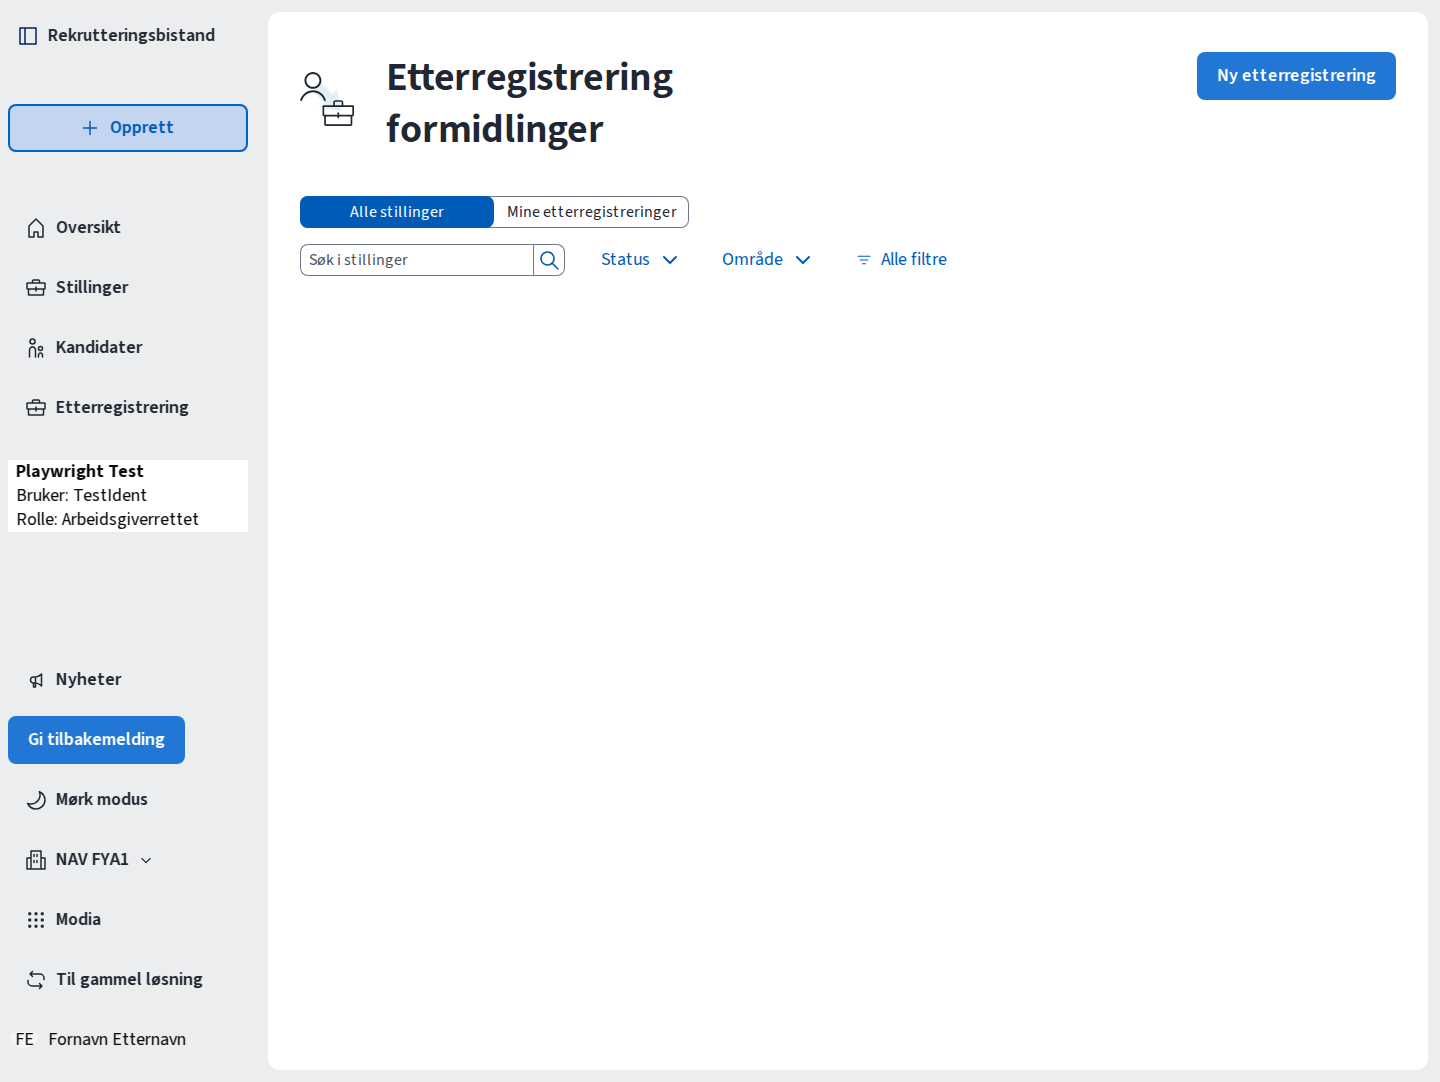 Rekrutteringsbistand
Opprett
Oversikt
Stillinger
Kandidater
Etterregistrering
Playwright Test
Bruker: TestIdent
Rolle: Arbeidsgiverrettet
Nyheter
Gi tilbakemelding
Mørk modus
NAV FYA1
Modia
Til gammel løsning
FE Fornavn Etternavn
Etterregistrering
formidlinger
Ny etterregistrering
Alle stillinger Mine etterregistreringer
Søk i stillinger Status Område Alle filtre